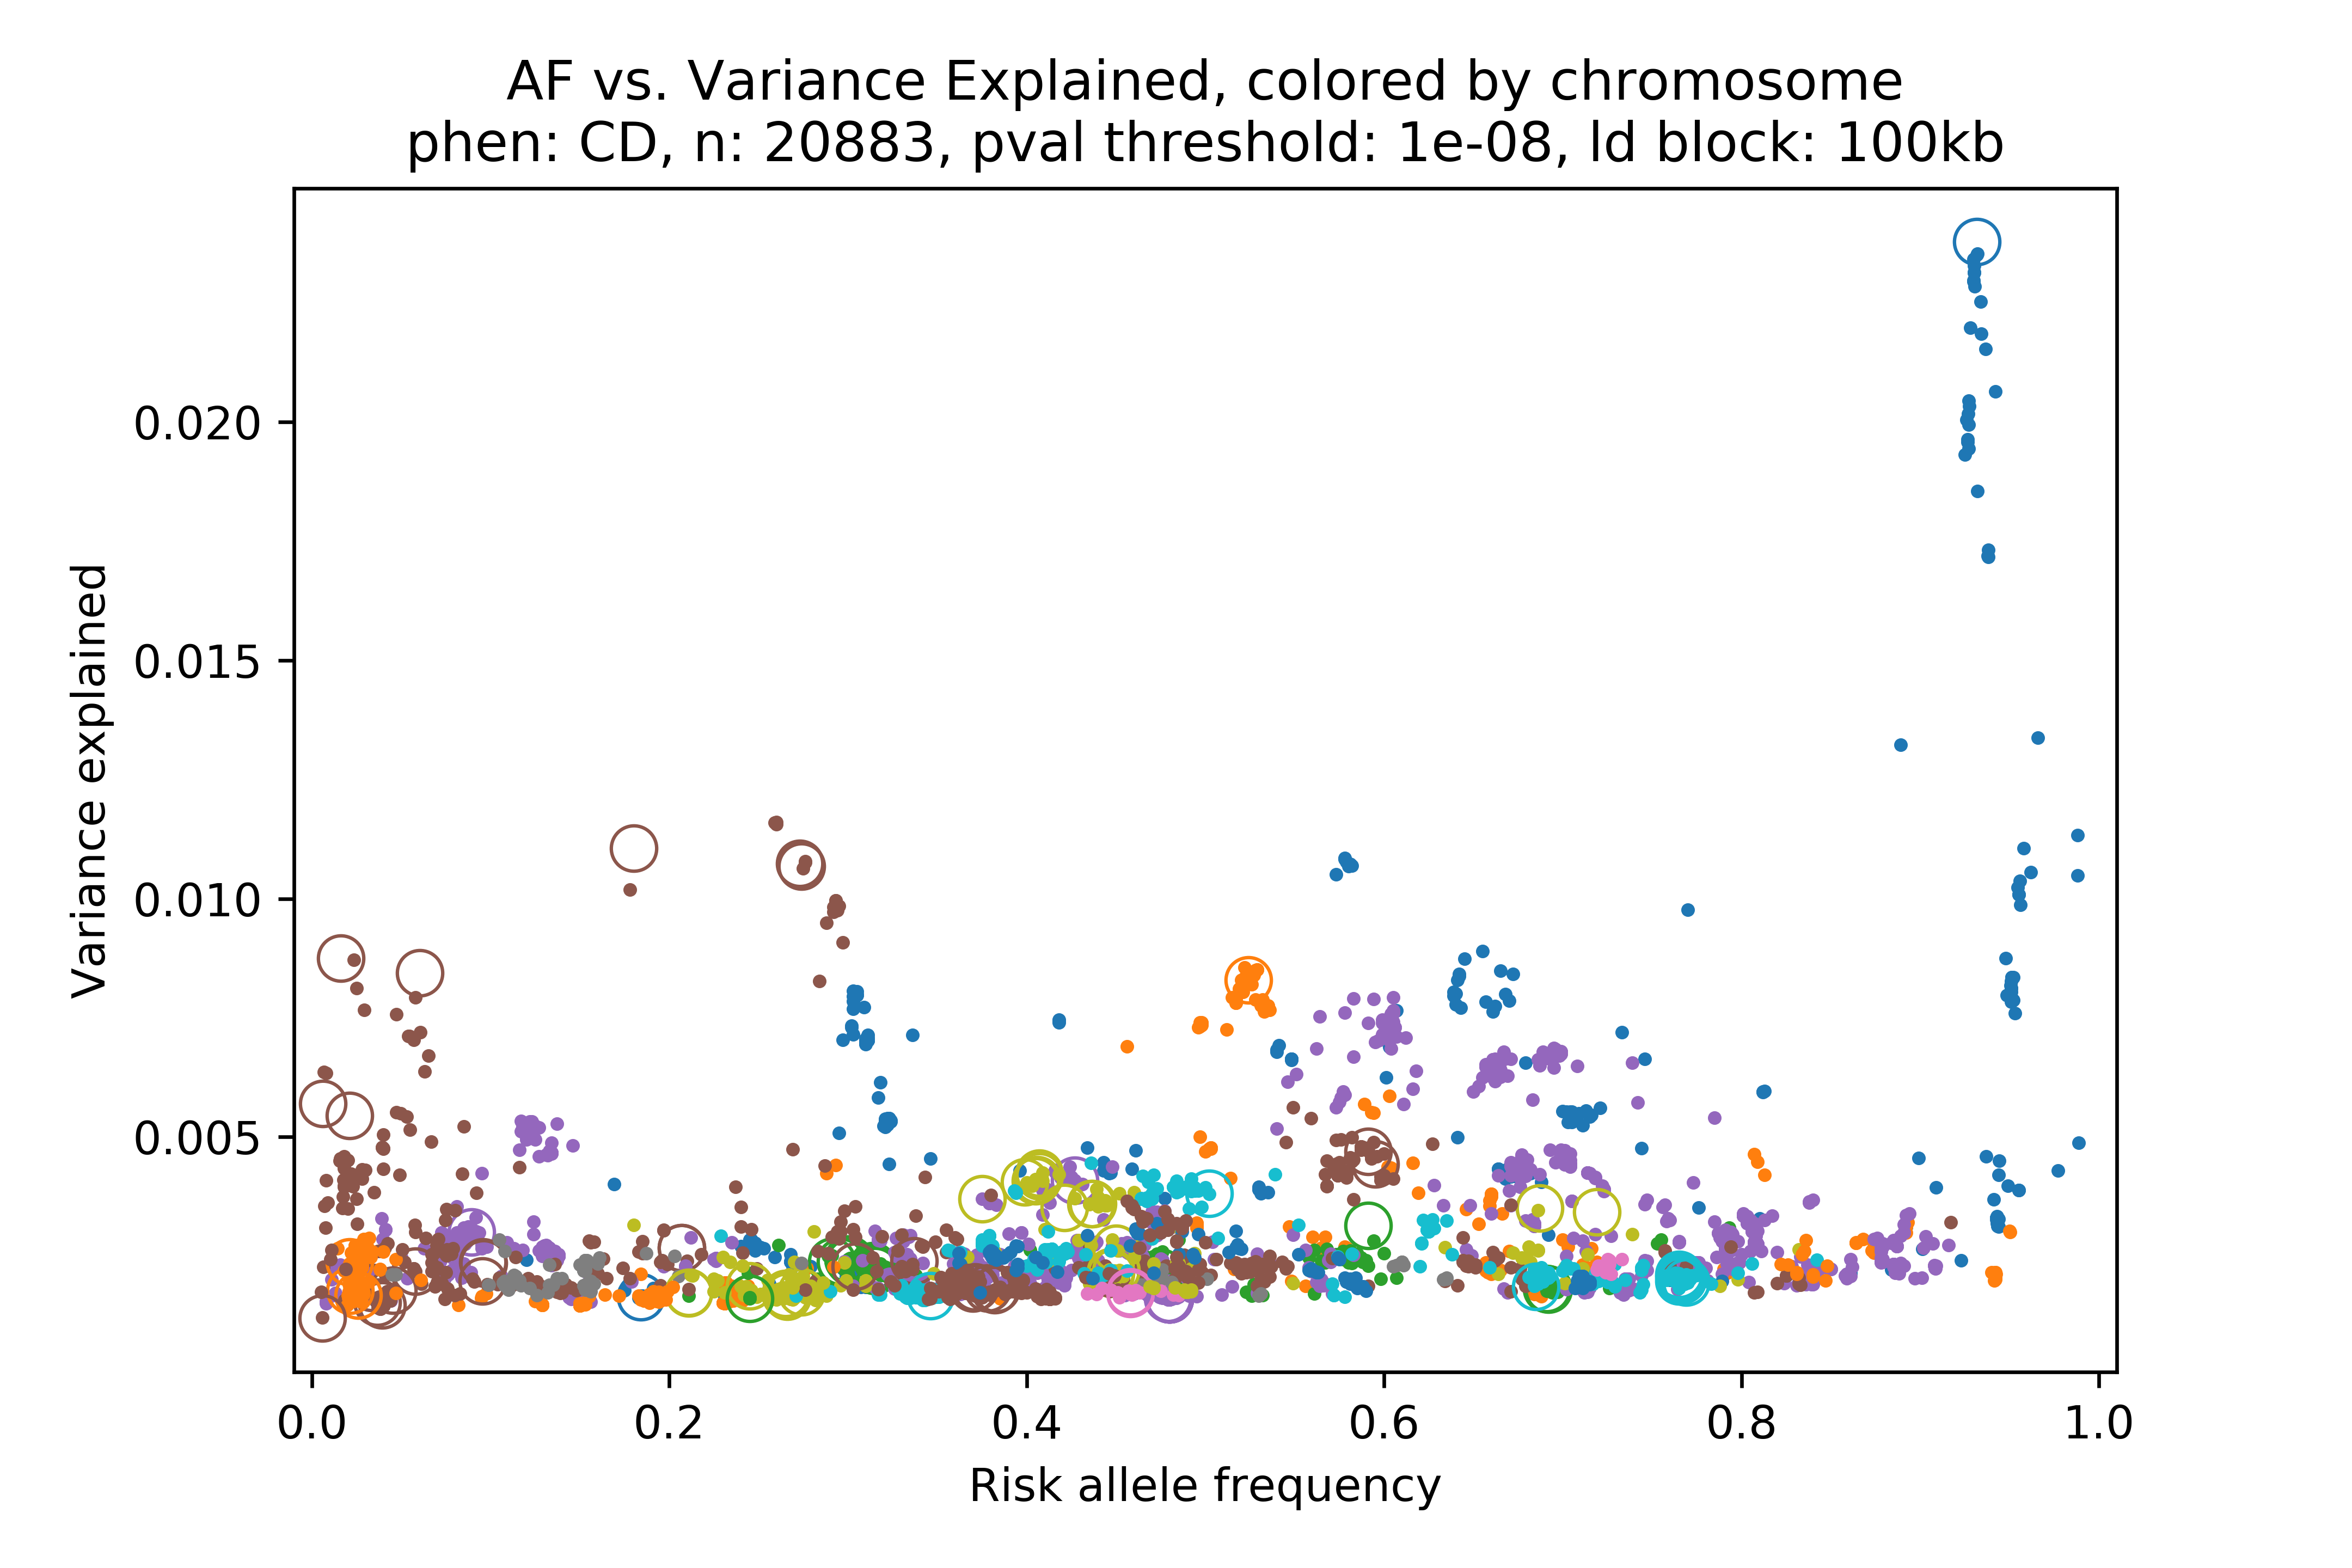 AF vs. Variance Explained, colored by chromosome
phen: CD, n: 20883, pval threshold: 1e-08, ld block: 100kb
Variance explained
0.020
0.015
0.010
0.005
0.0 0.2 0.4 0.6 0.8 1.0
Risk allele frequency